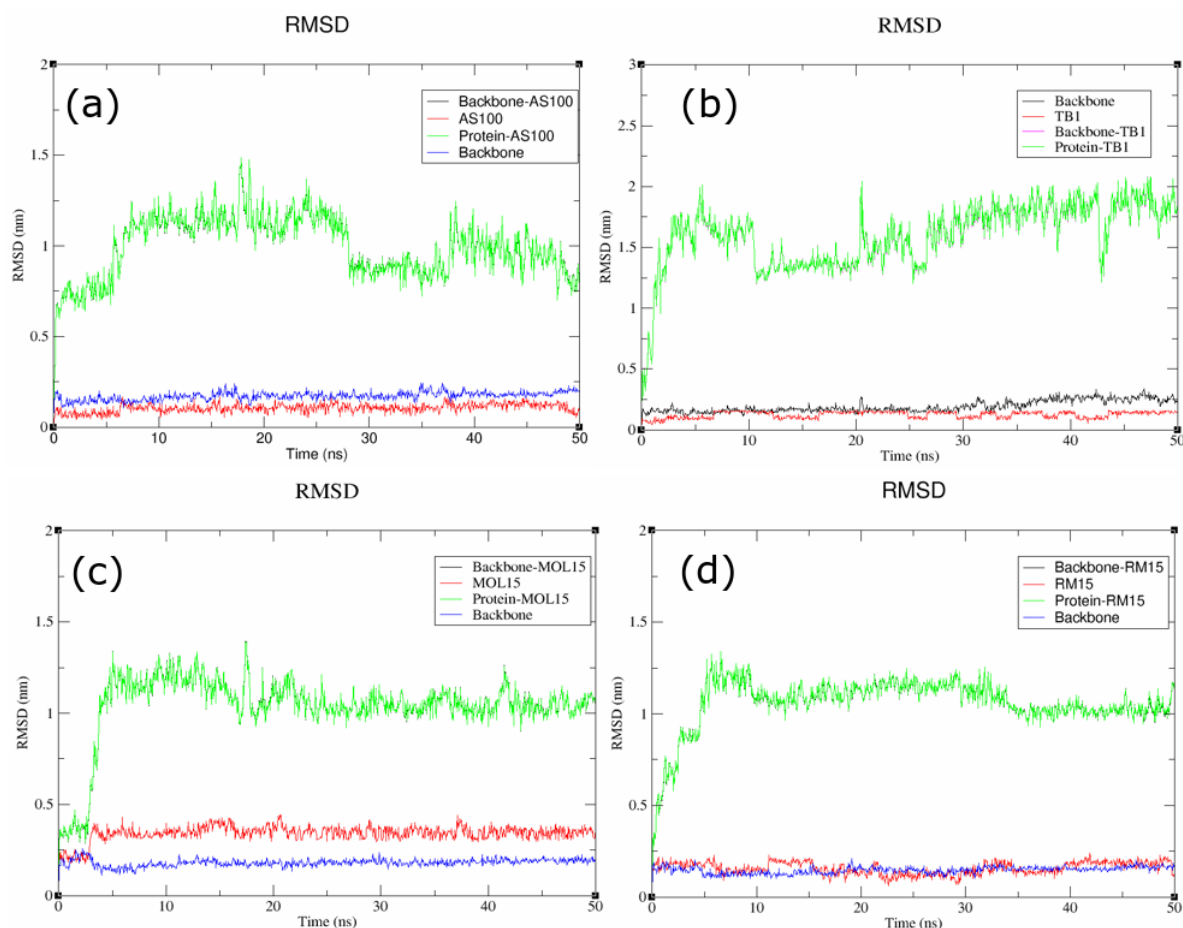 RMSD
(a)
Backbone-AS100
AS100
Protein-AS100
Backbone
RMSD (nm)
2
1.5
1
0.5
0
0 10 20 30 40 50
Time (ns)
RMSD
(b)
Backbone
TB1
Backbone-TB1
Protein-TB1
RMSD (nm)
3
2.5
2
1.5
1
0.5
0
0 10 20 30 40 50
Time (ns)
RMSD
(c)
Backbone-MOL15
MOL15
Protein-MOL15
Backbone
RMSD (nm)
2
1.5
1
0.5
0
0 10 20 30 40 50
Time (ns)
RMSD
(d)
Backbone-RM15
RM15
Protein-RM15
Backbone
RMSD (nm)
2
1.5
1
0.5
0
0 10 20 30 40 50
Time (ns)